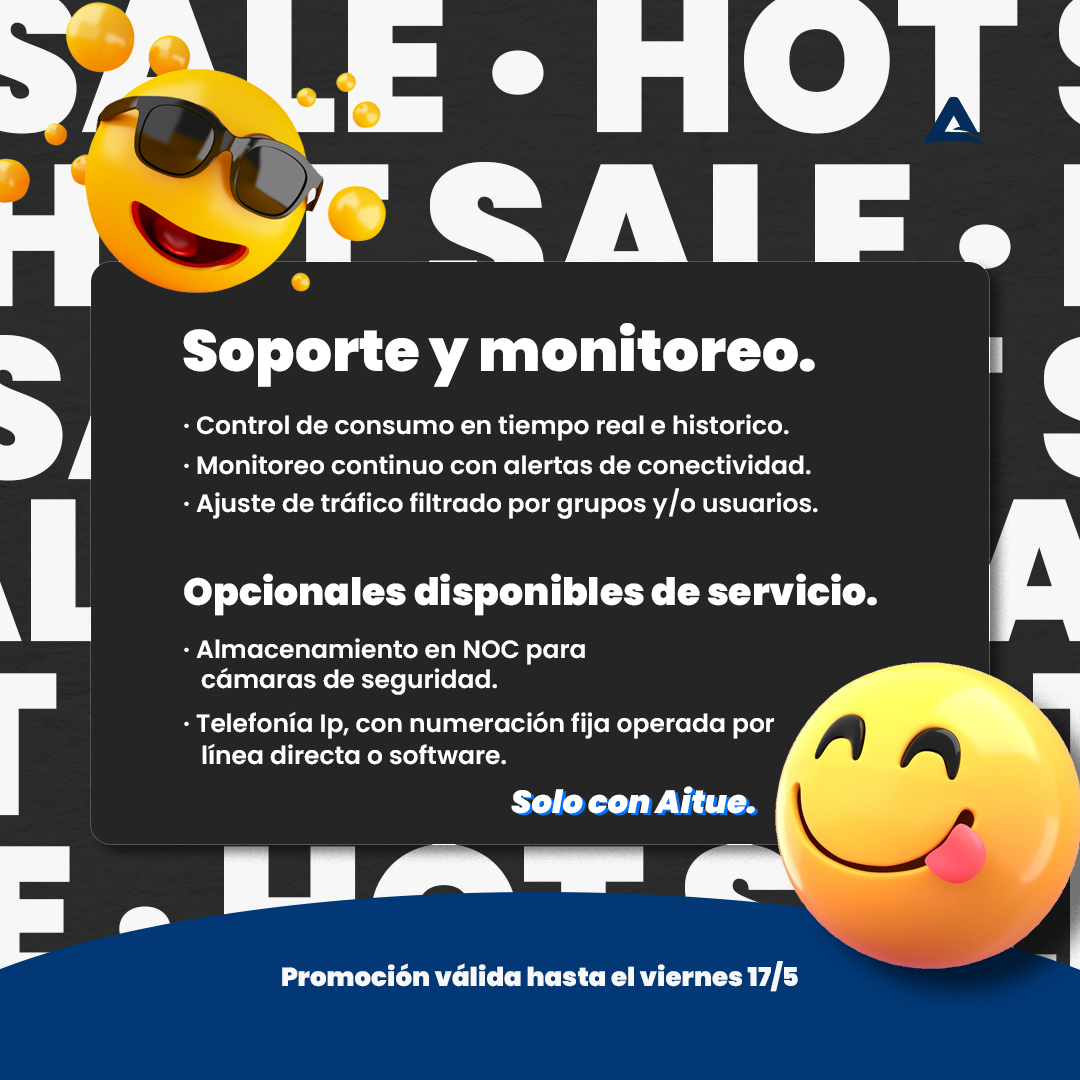 SALE • HOT S
HOT SALE •
Soporte y monitoreo.
· Control de consumo en tiempo real e historico.
· Monitoreo continuo con alertas de conectividad.
· Ajuste de tráfico filtrado por grupos y/o usuarios.
Opcionales disponibles de servicio.
· Almacenamiento en NOC para
cámaras de seguridad.
· Telefonía Ip, con numeración fija operada por
línea directa o software.
Solo con Aitue.
E • HOT S
Promoción válida hasta el viernes 17/5